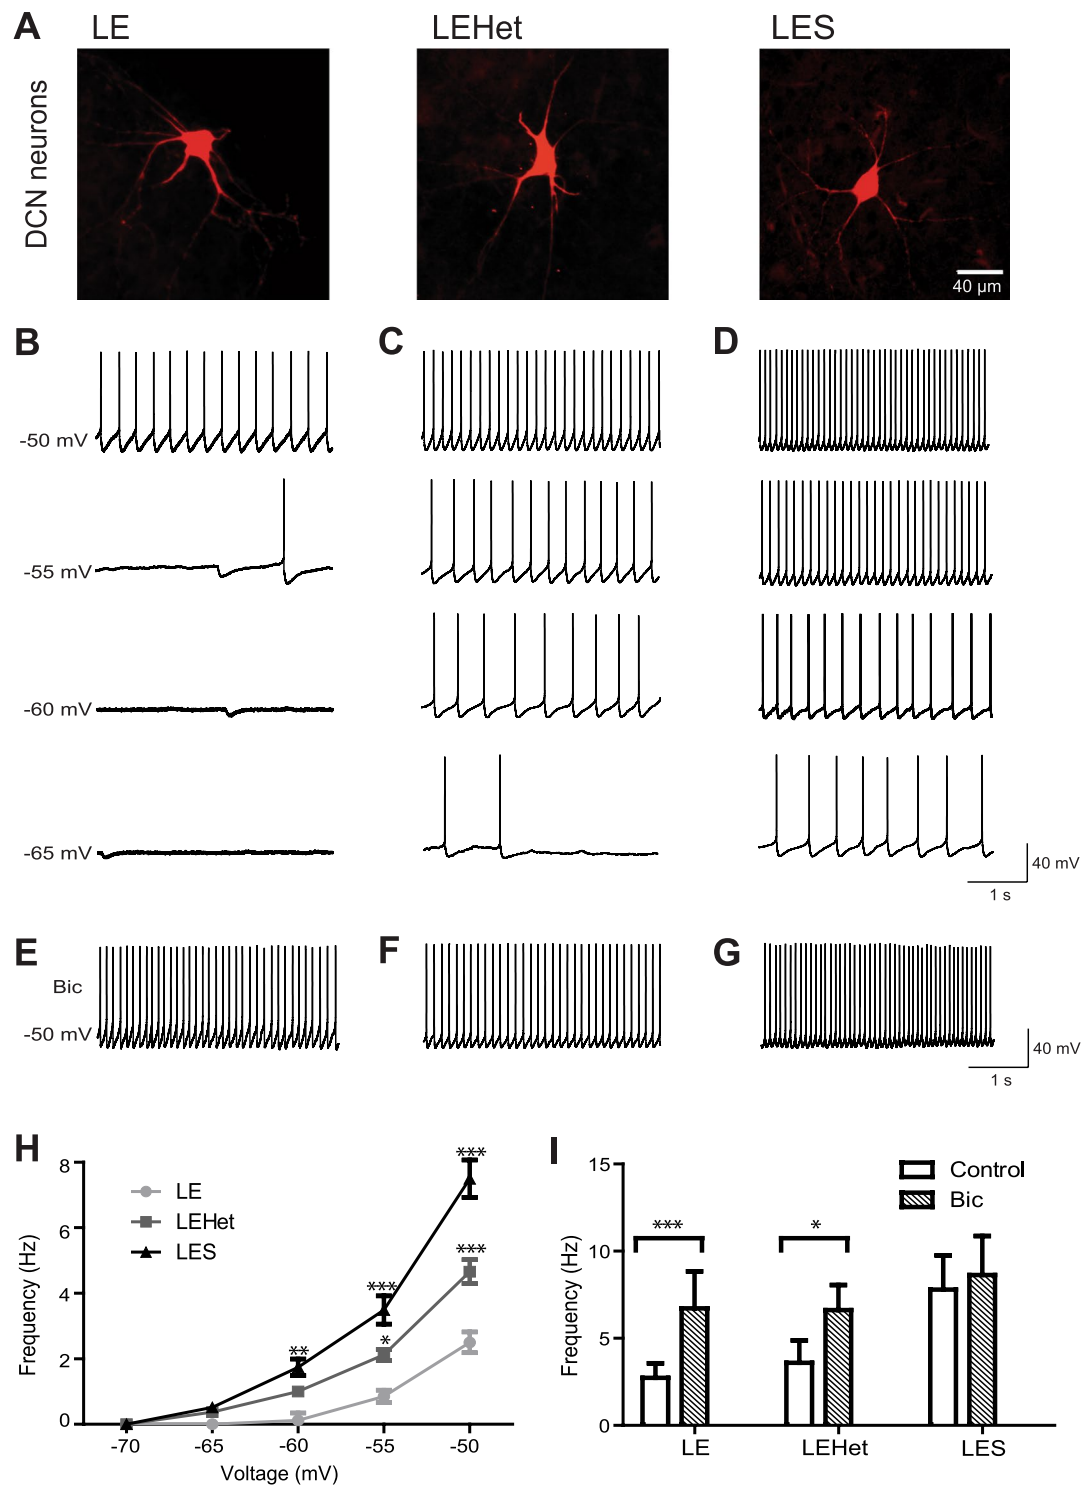 A LE LEHet LES
DCN neurons
40 µm
B C D
-50 mV
-55 mV
-60 mV
-65 mV
40 mV
1 s
E F G
Bic
-50 mV
40 mV
1 s
H
Frequency (Hz)
8
6
4
2
0
LE
LEHet
LES
***
***
***
*
**
-70 -65 -60 -55 -50
Voltage (mV)
I
Frequency (Hz)
15
10
5
0
Control
Bic
*** *
LE LEHet LES